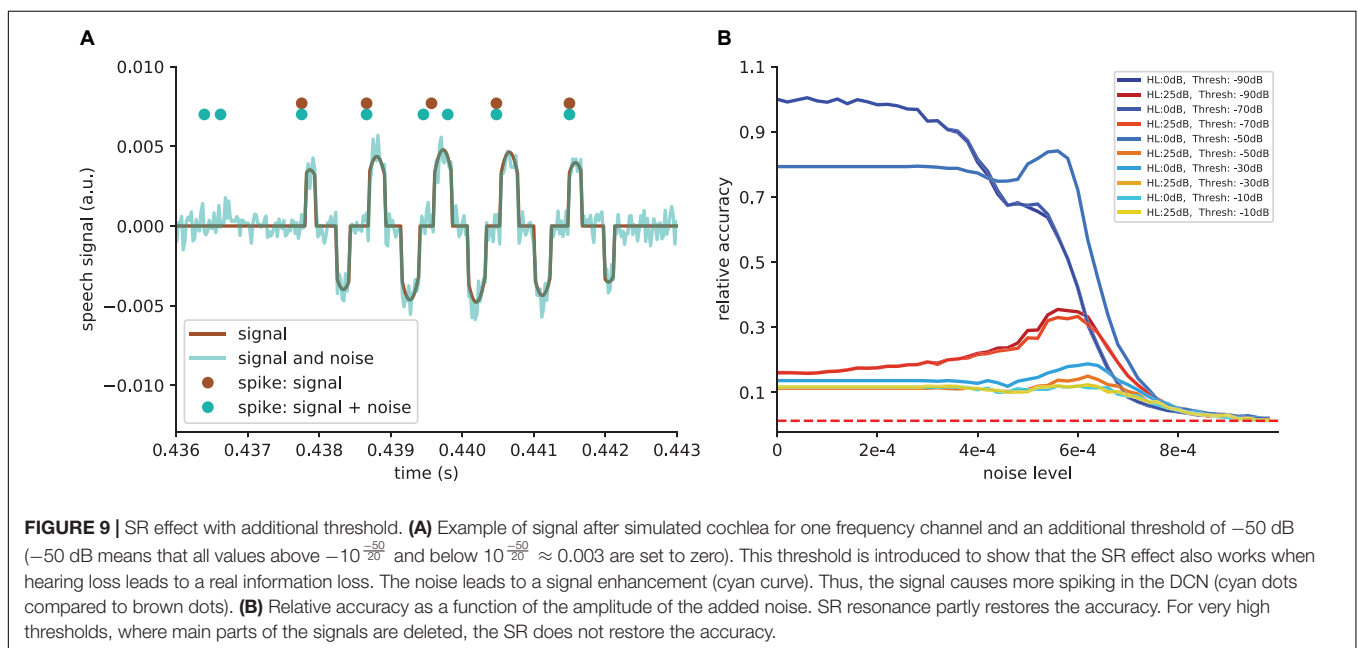 A
B
0.010
0.005
0.000
−0.005
−0.010
speech signal (a.u.)
signal
signal and noise
spike: signal
spike: signal + noise
0.436 0.437 0.438 0.439 0.440 0.441 0.442 0.443
time (s)
1.1
0.9
0.7
0.5
0.3
0.1
relative accuracy
HL:0dB, Thresh: -90dB
HL:25dB, Thresh: -90dB
HL:0dB, Thresh: -70dB
HL:25dB, Thresh: -70dB
HL:0dB, Thresh: -50dB
HL:25dB, Thresh: -50dB
HL:0dB, Thresh: -30dB
HL:25dB, Thresh: -30dB
HL:0dB, Thresh: -10dB
HL:25dB, Thresh: -10dB
0 2e-4 4e-4 6e-4 8e-4
noise level
FIGURE 9 | SR effect with additional threshold. (A) Example of signal after simulated cochlea for one frequency channel and an additional threshold of −50 dB
(−50 dB means that all values above −10^(−50/20) and below 10^(−50/20) ≈ 0.003 are set to zero). This threshold is introduced to show that the SR effect also works when
hearing loss leads to a real information loss. The noise leads to a signal enhancement (cyan curve). Thus, the signal causes more spiking in the DCN (cyan dots
compared to brown dots). (B) Relative accuracy as a function of the amplitude of the added noise. SR resonance partly restores the accuracy. For very high
thresholds, where main parts of the signals are deleted, the SR does not restore the accuracy.